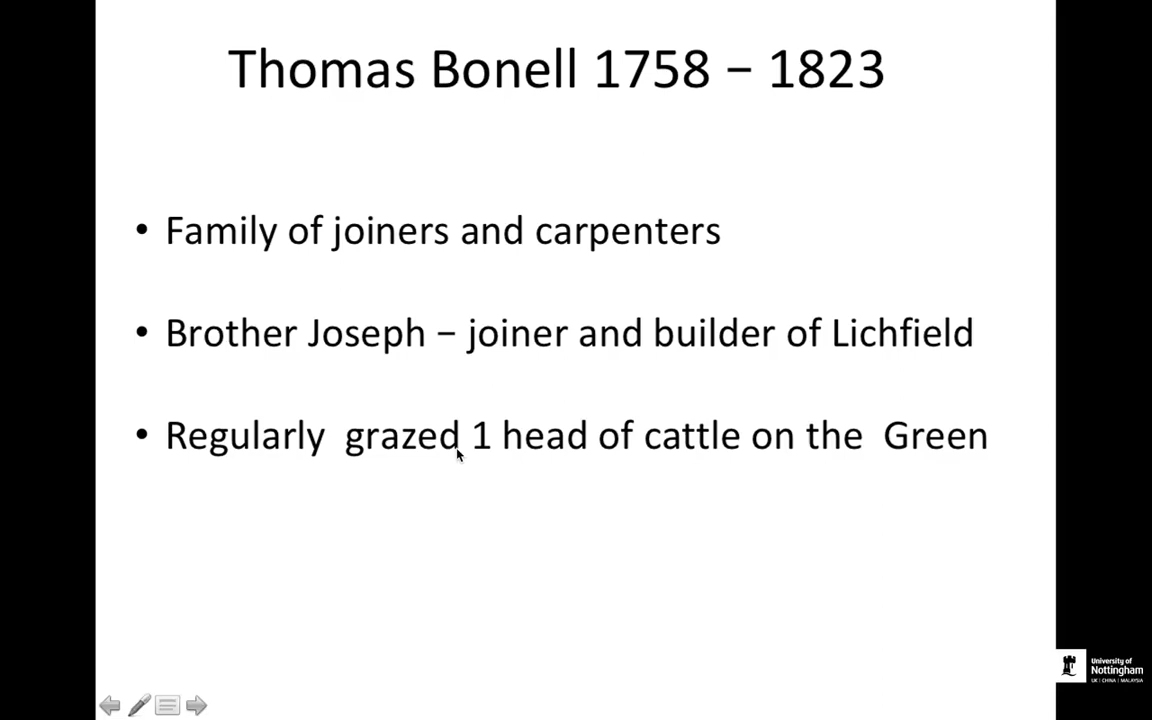 Thomas Bonell 1758 – 1823
• Family of joiners and carpenters
• Brother Joseph – joiner and builder of Lichfield
• Regularly  grazed 1 head of cattle on the  Green
University of
Nottingham
UK | CHINA | MALAYSIA